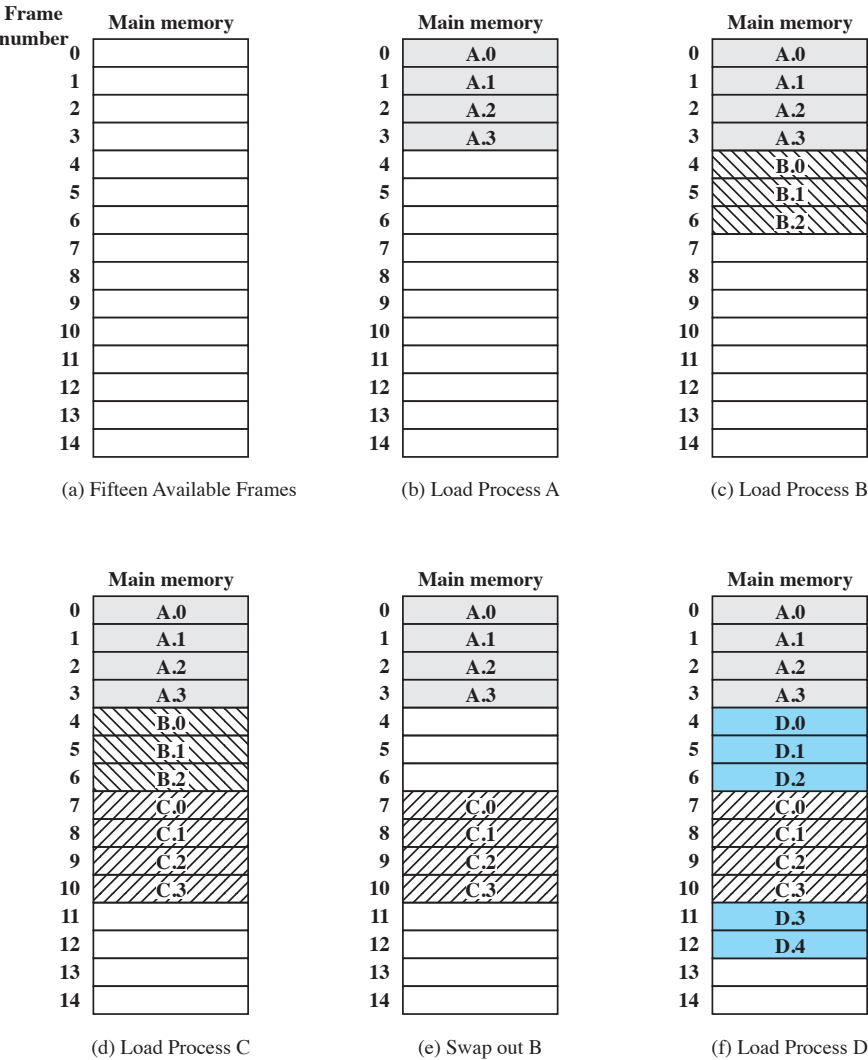 Frame
number
Main memory
0
1
2
3
4
5
6
7
8
9
10
11
12
13
14
(a) Fifteen Available Frames
Main memory
0 A.0
1 A.1
2 A.2
3 A.3
4
5
6
7
8
9
10
11
12
13
14
(b) Load Process A
Main memory
0 A.0
1 A.1
2 A.2
3 A.3
4 B.0
5 B.1
6 B.2
7
8
9
10
11
12
13
14
(c) Load Process B
Main memory
0 A.0
1 A.1
2 A.2
3 A.3
4 B.0
5 B.1
6 B.2
7 C.0
8 C.1
9 C.2
10 C.3
11
12
13
14
(d) Load Process C
Main memory
0 A.0
1 A.1
2 A.2
3 A.3
4
5
6
7 C.0
8 C.1
9 C.2
10 C.3
11
12
13
14
(e) Swap out B
Main memory
0 A.0
1 A.1
2 A.2
3 A.3
4 D.0
5 D.1
6 D.2
7 C.0
8 C.1
9 C.2
10 C.3
11 D.3
12 D.4
13
14
(f) Load Process D